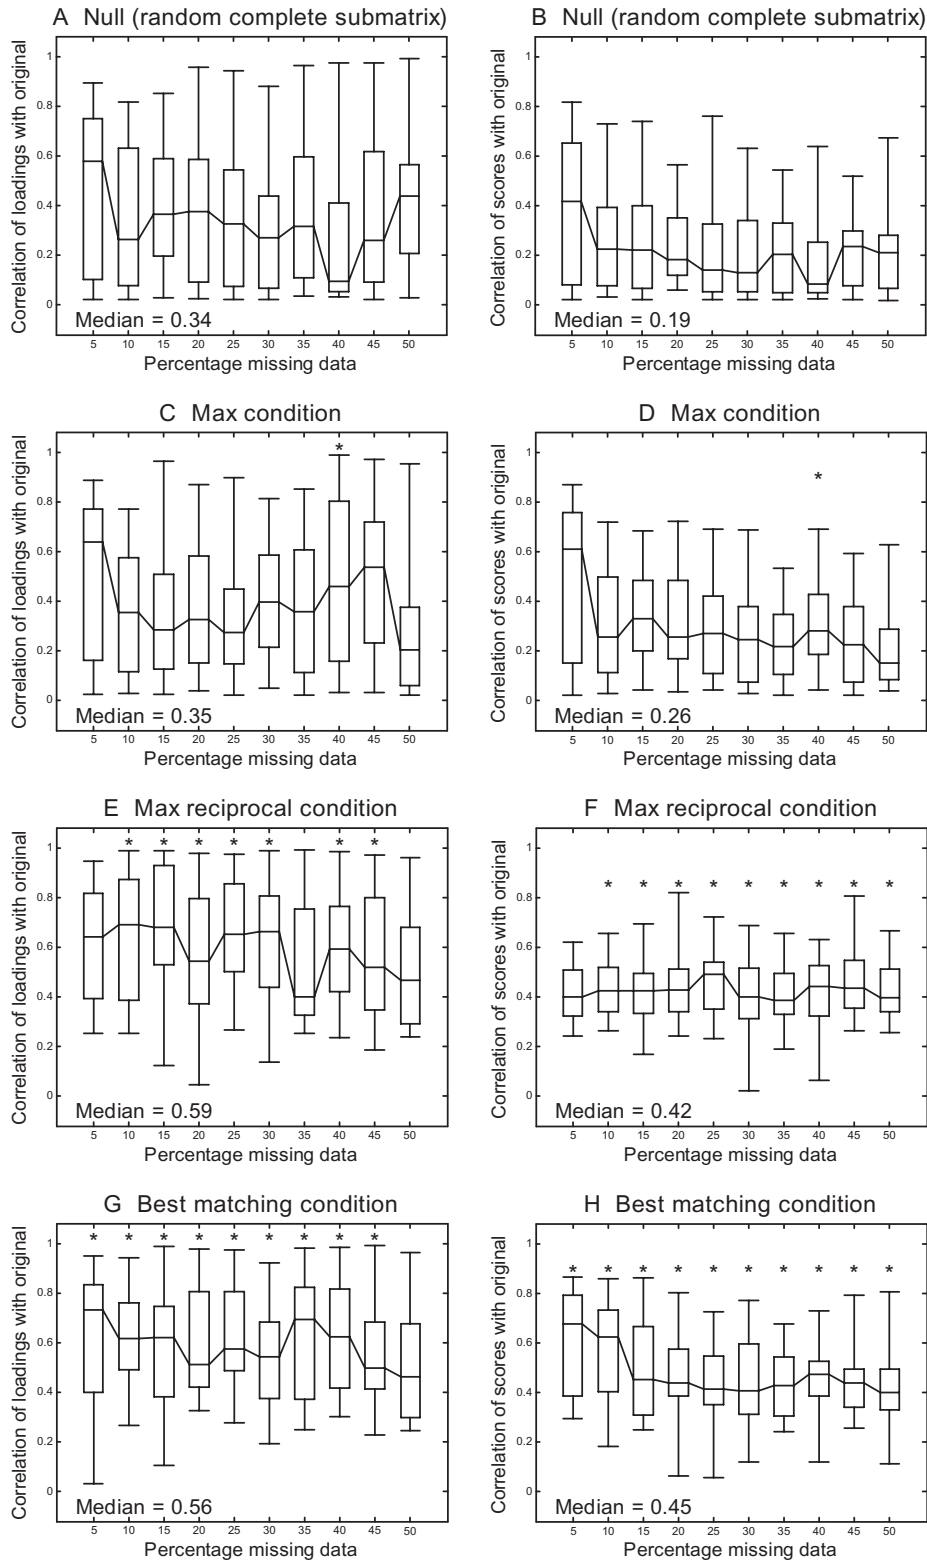 A Null (random complete submatrix)
Correlation of loadings with original
1
0.8
0.6
0.4
0.2
0
Median = 0.34
5 10 15 20 25 30 35 40 45 50
Percentage missing data
B Null (random complete submatrix)
Correlation of scores with original
1
0.8
0.6
0.4
0.2
0
Median = 0.19
5 10 15 20 25 30 35 40 45 50
Percentage missing data
C Max condition
Correlation of loadings with original
*
1
0.8
0.6
0.4
0.2
0
Median = 0.35
5 10 15 20 25 30 35 40 45 50
Percentage missing data
D Max condition
Correlation of scores with original
1
*
0.8
0.6
0.4
0.2
0
Median = 0.26
5 10 15 20 25 30 35 40 45 50
Percentage missing data
E Max reciprocal condition
Correlation of loadings with original
* * * * * * *
1
0.8
0.6
0.4
0.2
0
Median = 0.59
5 10 15 20 25 30 35 40 45 50
Percentage missing data
F Max reciprocal condition
Correlation of scores with original
1
* * * * * * * * *
0.8
0.6
0.4
0.2
0
Median = 0.42
5 10 15 20 25 30 35 40 45 50
Percentage missing data
G Best matching condition
Correlation of loadings with original
* * * * * * * * *
1
0.8
0.6
0.4
0.2
0
Median = 0.56
5 10 15 20 25 30 35 40 45 50
Percentage missing data
H Best matching condition
Correlation of scores with original
1
* * * * * * * * * *
0.8
0.6
0.4
0.2
0
Median = 0.45
5 10 15 20 25 30 35 40 45 50
Percentage missing data